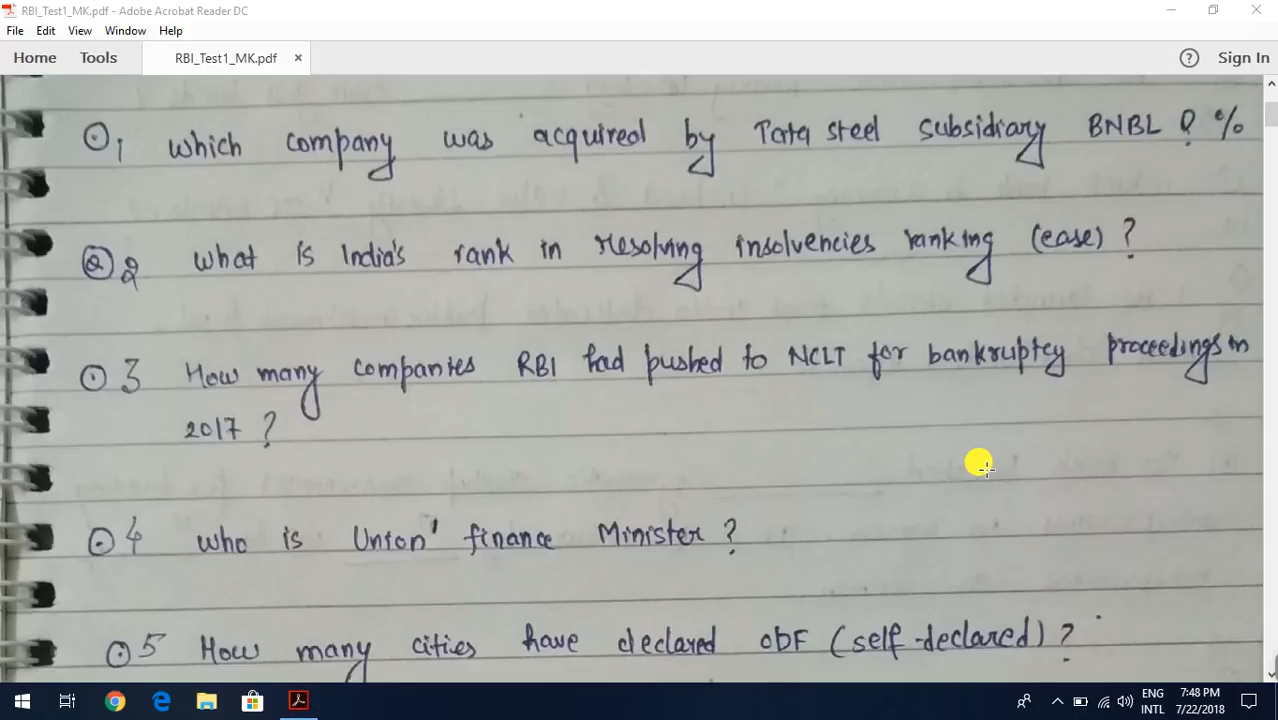 RBI_Test1_MK.pdf - Adobe Acrobat Reader DC
File Edit View Window Help
Home Tools RBI_Test1_MK.pdf × ? Sign In
Q1 which company was acquired by Tata steel subsidiary BNBL ? %
Q2 what is India's rank in resolving insolvencies ranking (ease) ?
Q3 How many companies RBI had pushed to NCLT for bankruptcy proceedings in
2017 ?
Q4 who is Union' finance Minister ?
Q5 How many cities have declared ODF (self-declared) ?
ENG 7:48 PM
INTL 7/22/2018